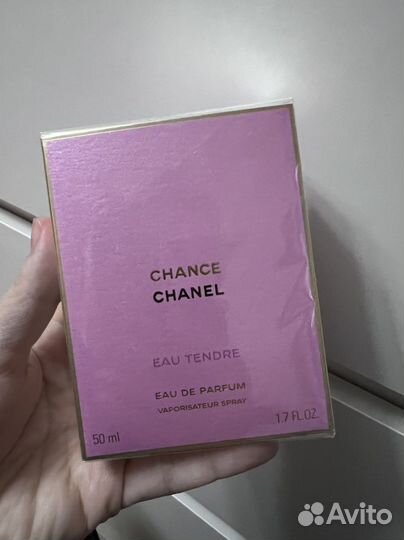 CHANCE
CHANEL
EAU TENDRE
EAU DE PARFUM
VAPORISATEUR SPRAY
50 ml
1.7 FL.OZ.
Avito